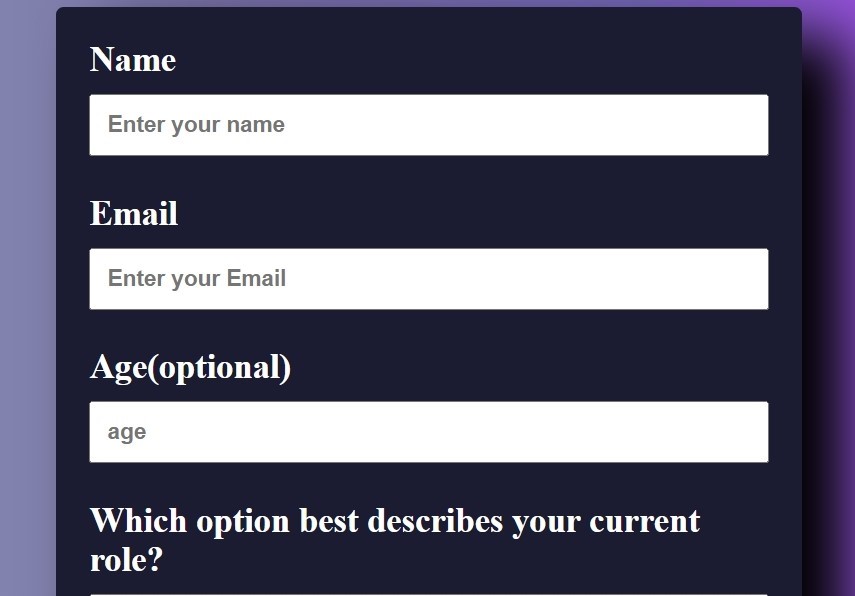 Name
Enter your name
Email
Enter your Email
Age(optional)
age
Which option best describes your current
role?